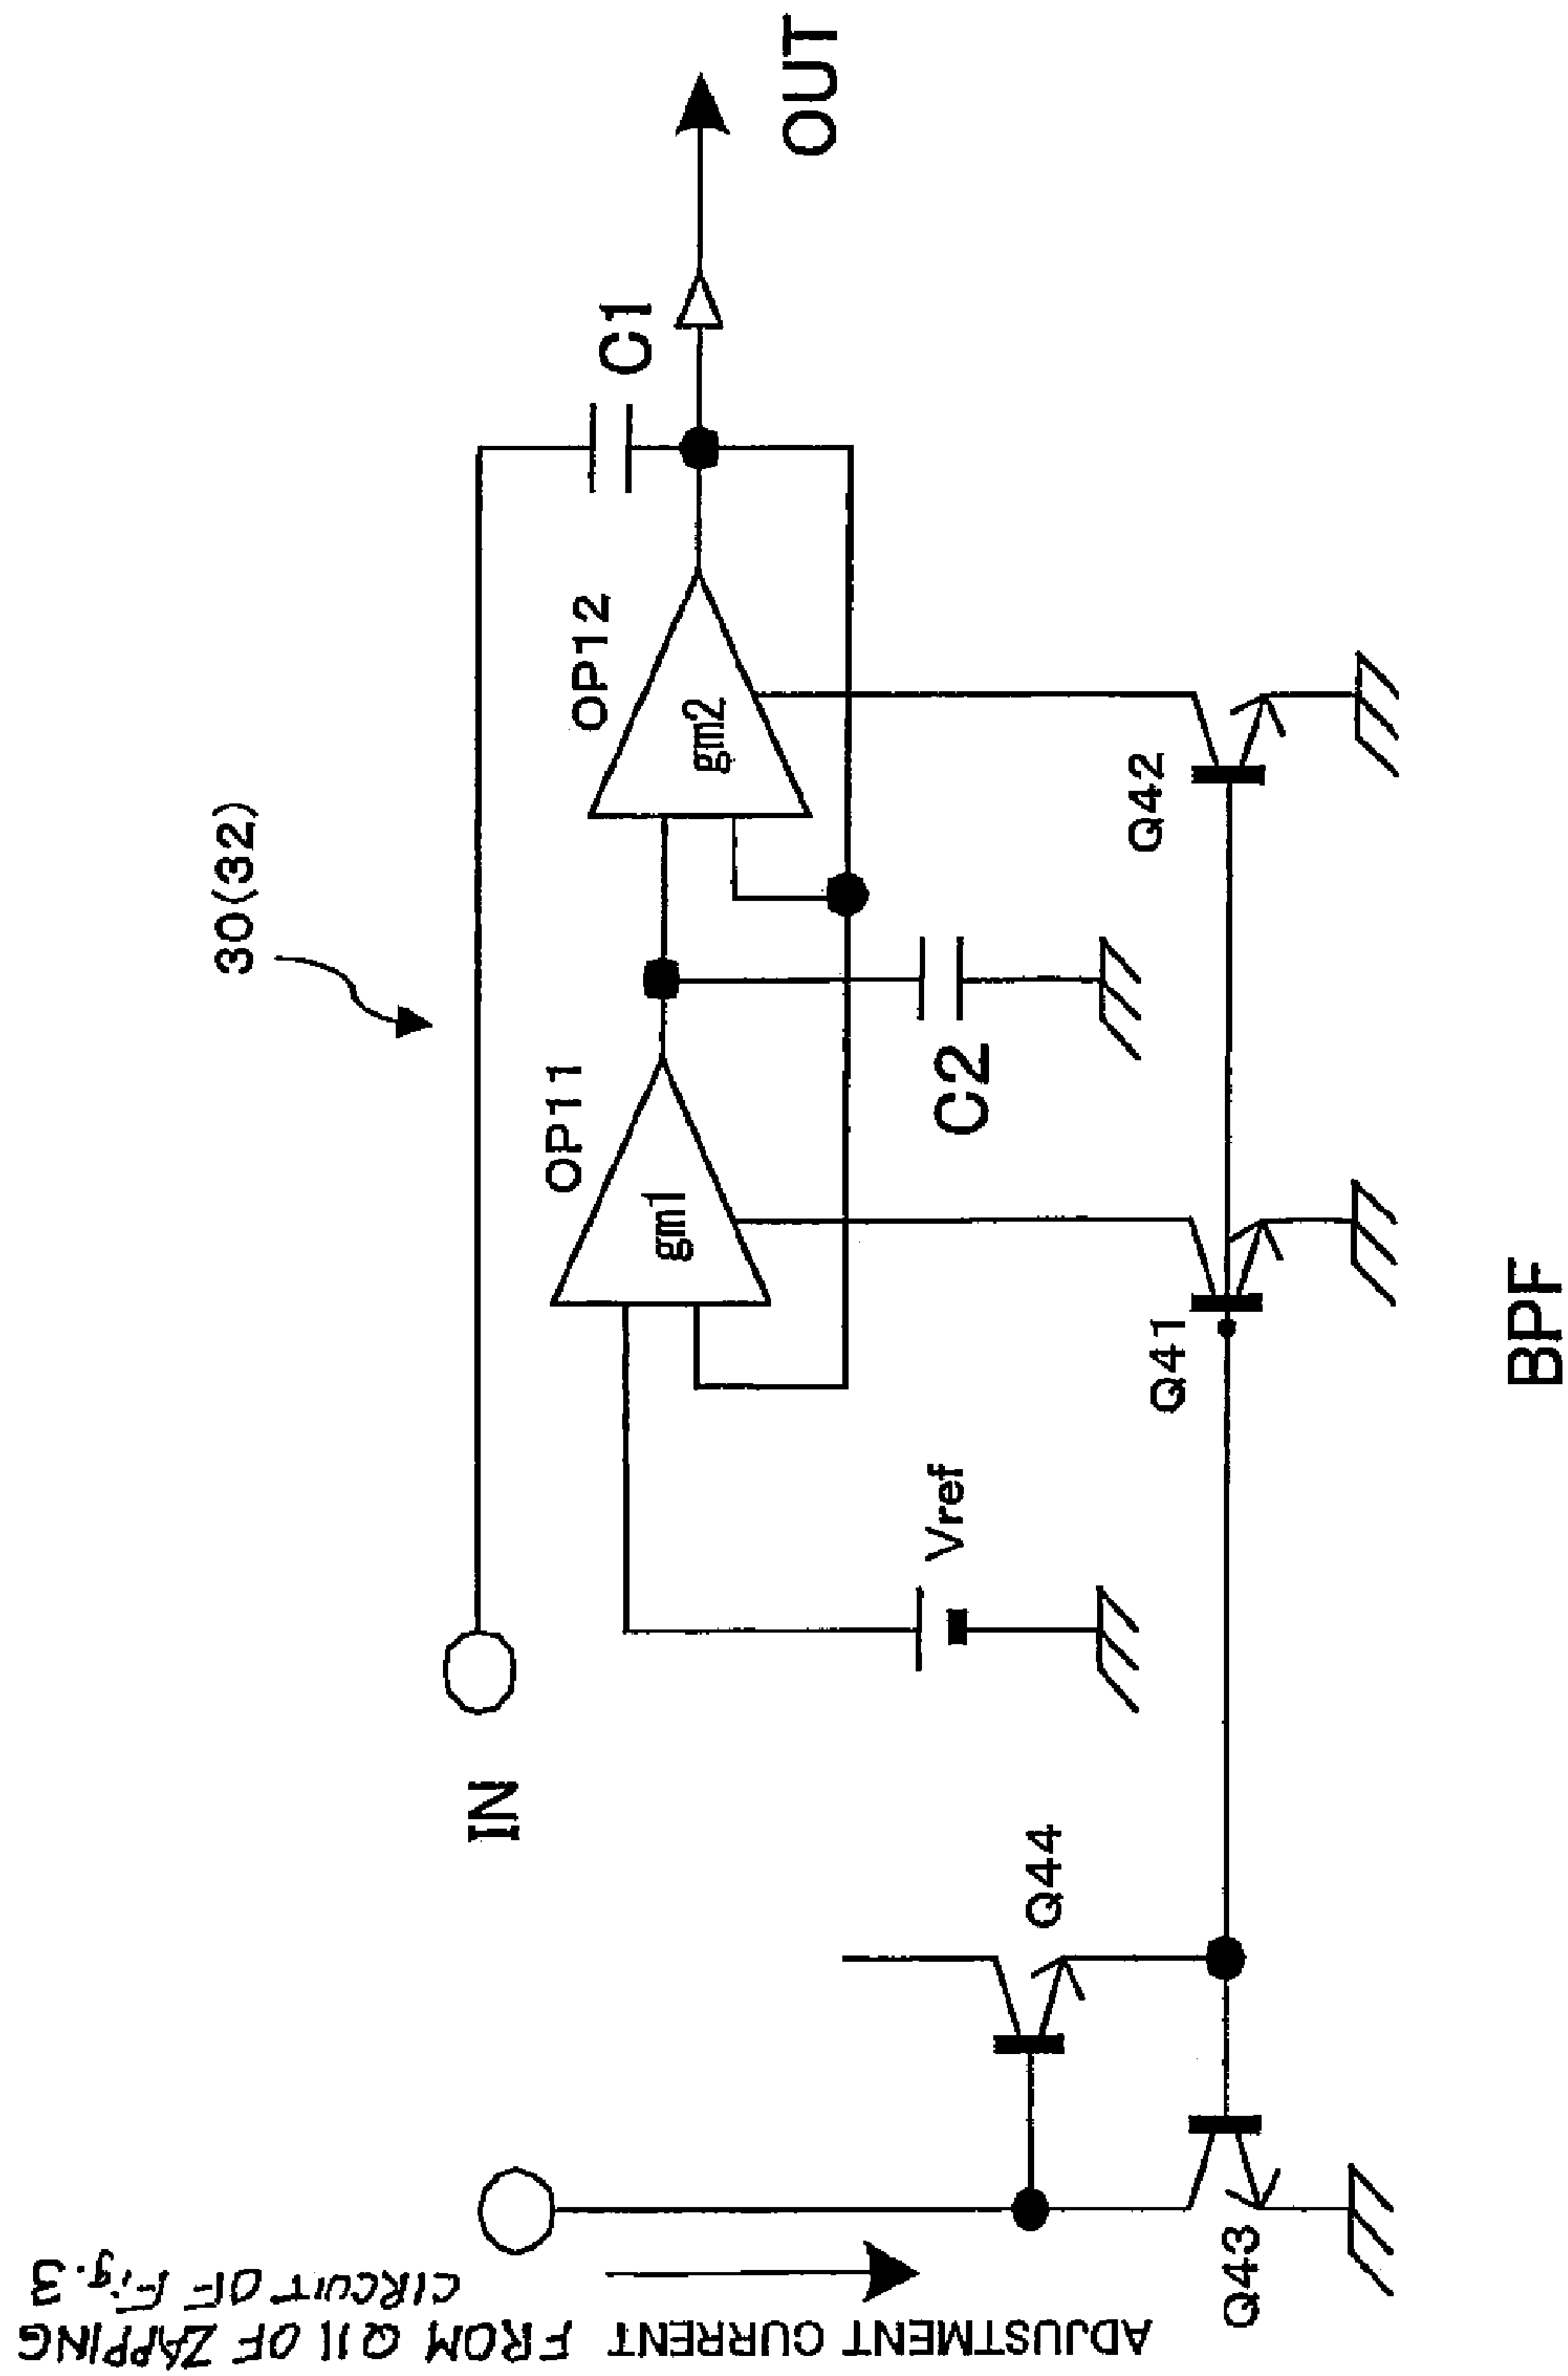 30(32)
IN
OP11
gm1
OP12
gm2
C1
OUT
C2
Vref
Q44
Q41
Q42
Q43
ADJUSTMENT CURRENT FROM Q11 OF ZAPPING
CIRCUIT OF Fig.3
BPF